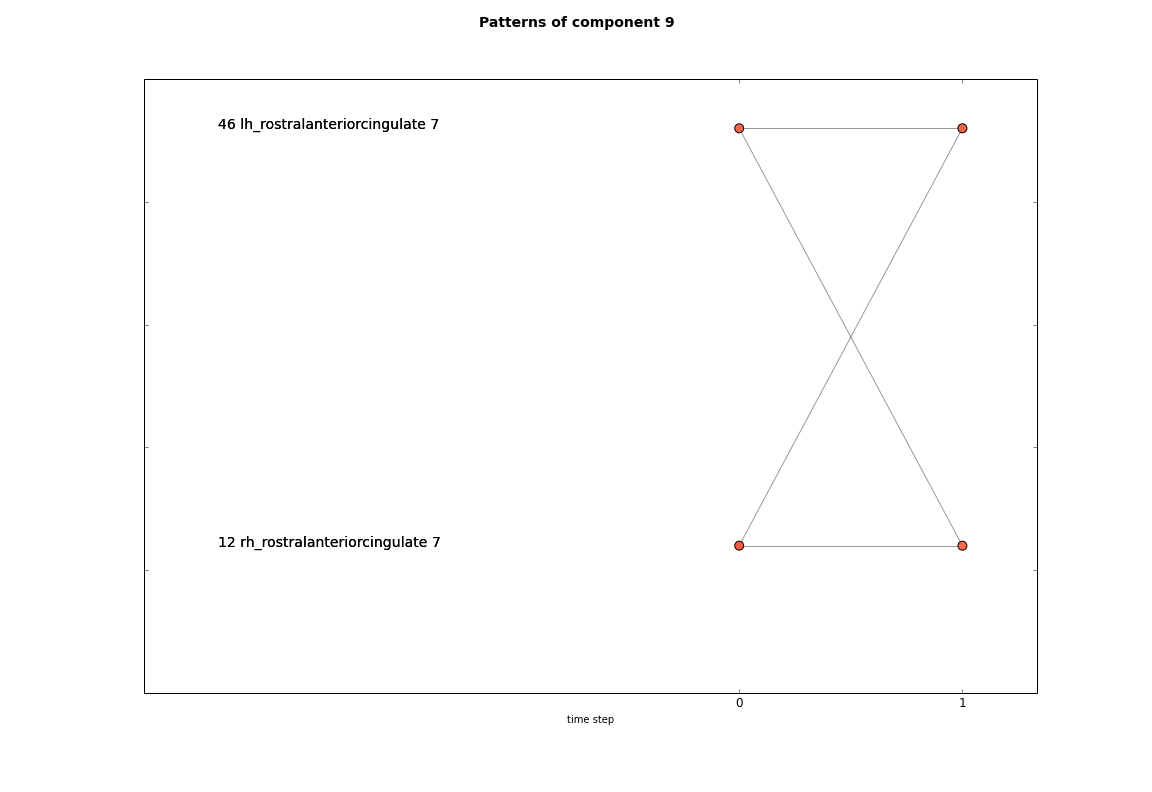 Patterns of component 9
46 lh_rostralanteriorcingulate 7
12 rh_rostralanteriorcingulate 7
0 1
time step